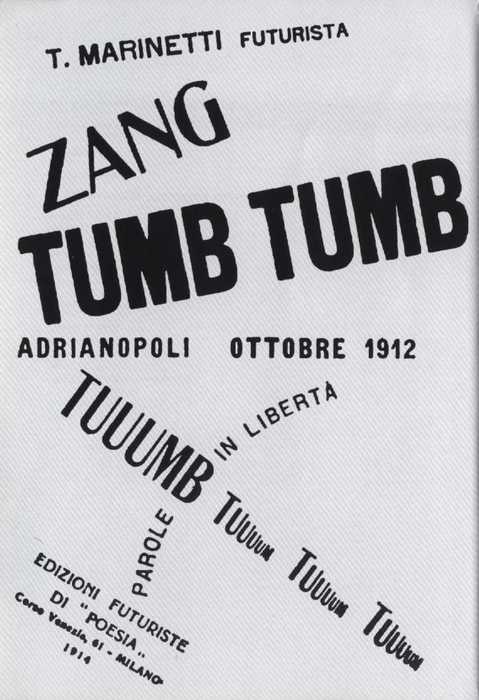 T. MARINETTI FUTURISTA
ZANG
TUMB TUMB
ADRIANOPOLI OTTOBRE 1912
TUUUMB
PAROLE IN LIBERTÀ
TUUUUM TUUUUM TUUUUM
EDIZIONI FUTURISTE
DI "POESIA"
Corso Venezia, 61 - MILANO
1914